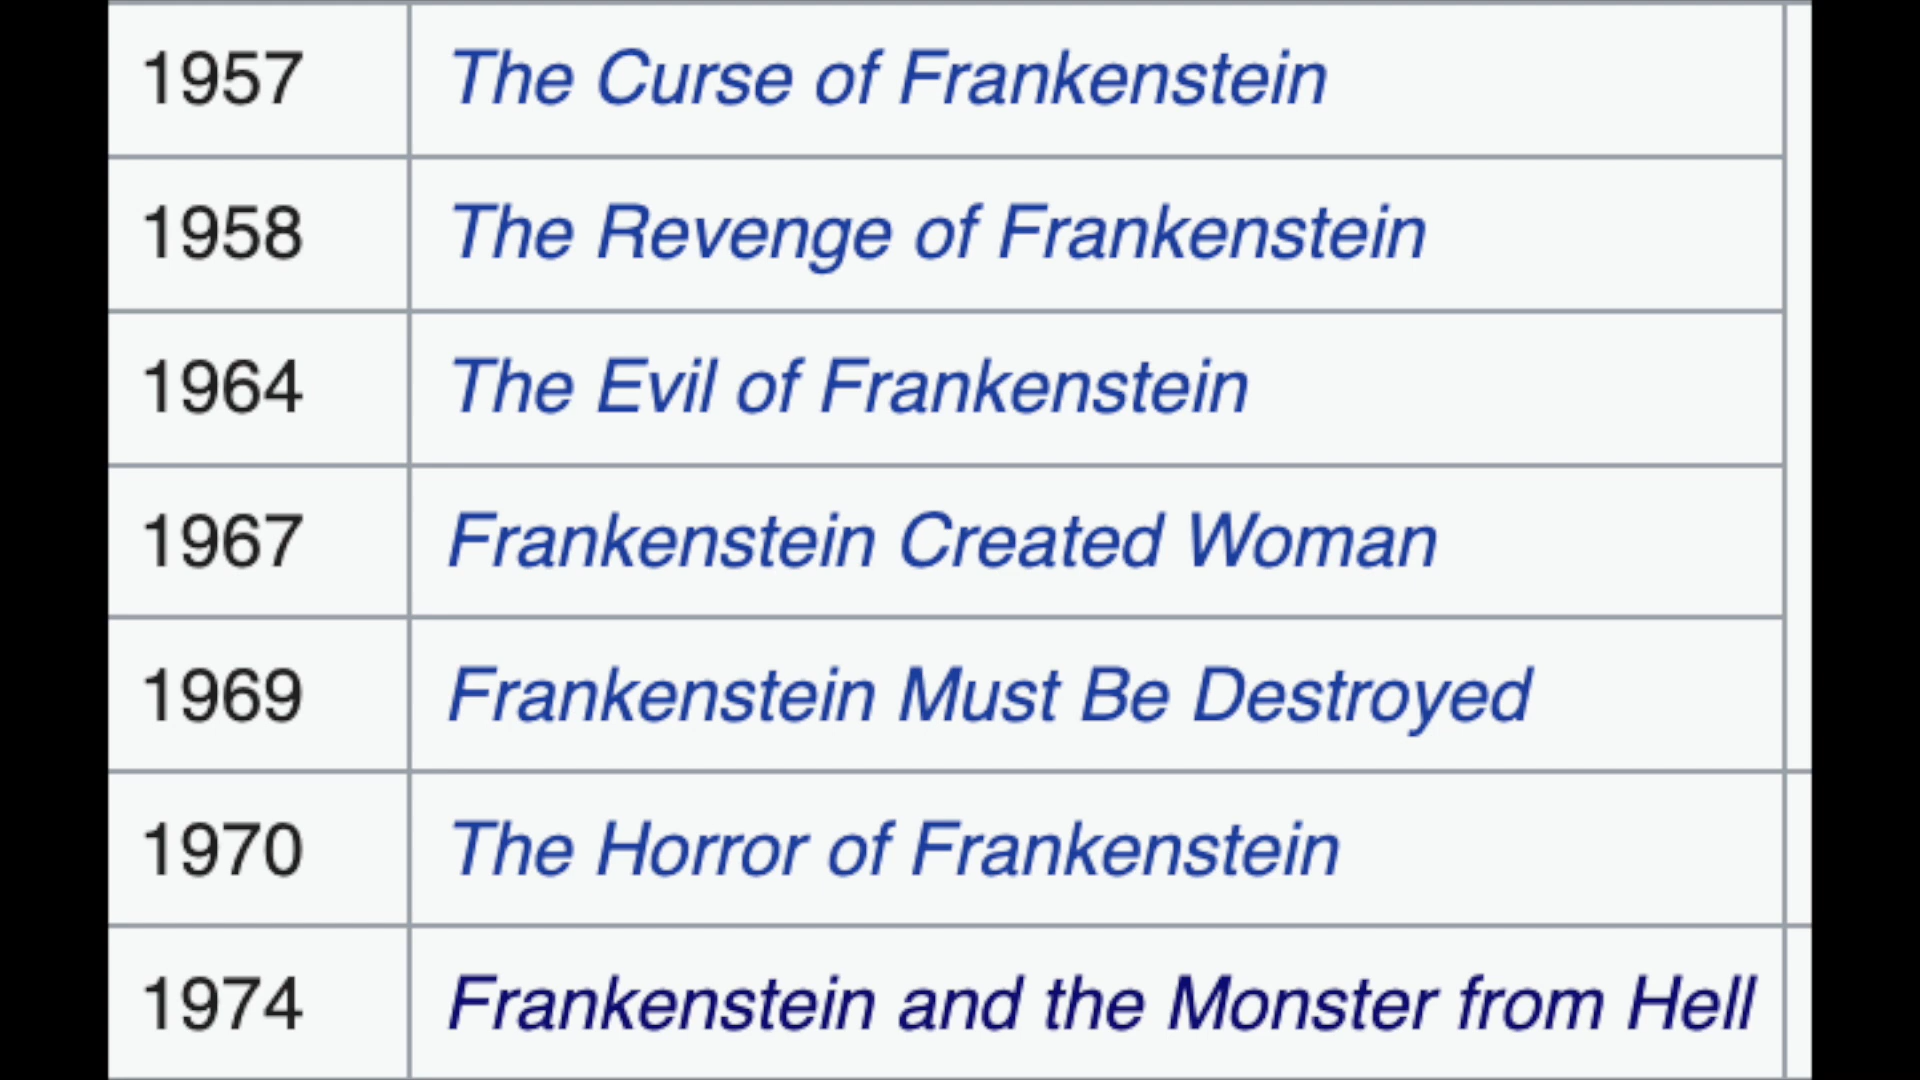 1957 The Curse of Frankenstein
1958 The Revenge of Frankenstein
1964 The Evil of Frankenstein
1967 Frankenstein Created Woman
1969 Frankenstein Must Be Destroyed
1970 The Horror of Frankenstein
1974 Frankenstein and the Monster from Hell